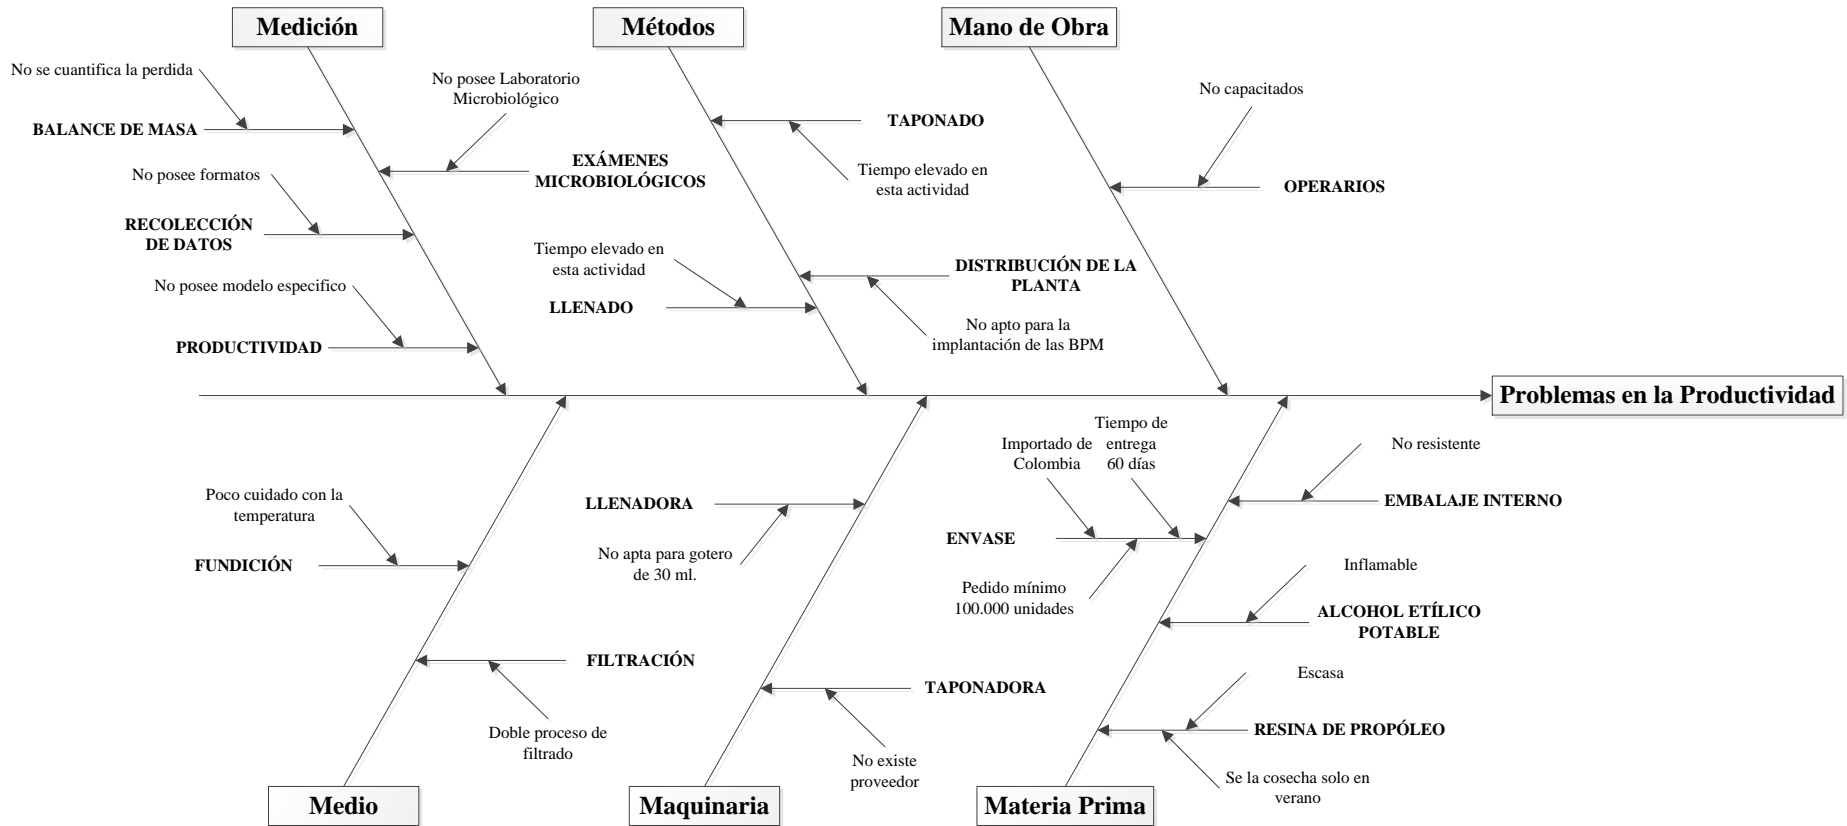 Medición
Métodos
Mano de Obra
No se cuantifica la perdida
BALANCE DE MASA
No posee Laboratorio
Microbiológico
EXÁMENES
MICROBIOLÓGICOS
No posee formatos
RECOLECCIÓN
DE DATOS
No posee modelo especifico
PRODUCTIVIDAD
TAPONADO
Tiempo elevado en
esta actividad
Tiempo elevado en
esta actividad
LLENADO
DISTRIBUCIÓN DE LA
PLANTA
No apto para la
implantación de las BPM
No capacitados
OPERARIOS
Problemas en la Productividad
Poco cuidado con la
temperatura
FUNDICIÓN
FILTRACIÓN
Doble proceso de
filtrado
LLENADORA
No apta para gotero
de 30 ml.
TAPONADORA
No existe
proveedor
Importado de
Colombia
Tiempo de
entrega
60 días
ENVASE
Pedido mínimo
100.000 unidades
No resistente
EMBALAJE INTERNO
Inflamable
ALCOHOL ETÍLICO
POTABLE
Escasa
RESINA DE PROPÓLEO
Se la cosecha solo en
verano
Medio
Maquinaria
Materia Prima